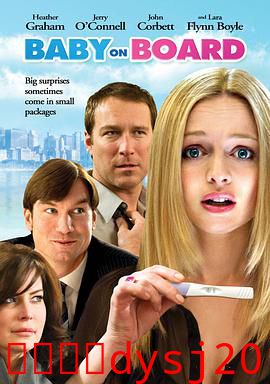 Heather Graham
Jerry O'Connell
John Corbett
and Lara Flynn Boyle
BABY ON BOARD
Big surprises
sometimes
come in small
packages
dysj20